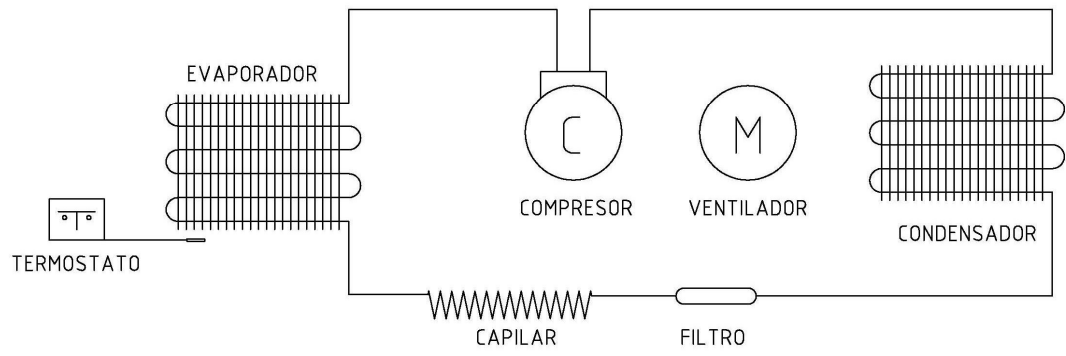 EVAPORADOR
C
M
COMPRESOR
VENTILADOR
CONDENSADOR
TERMOSTATO
CAPILAR
FILTRO